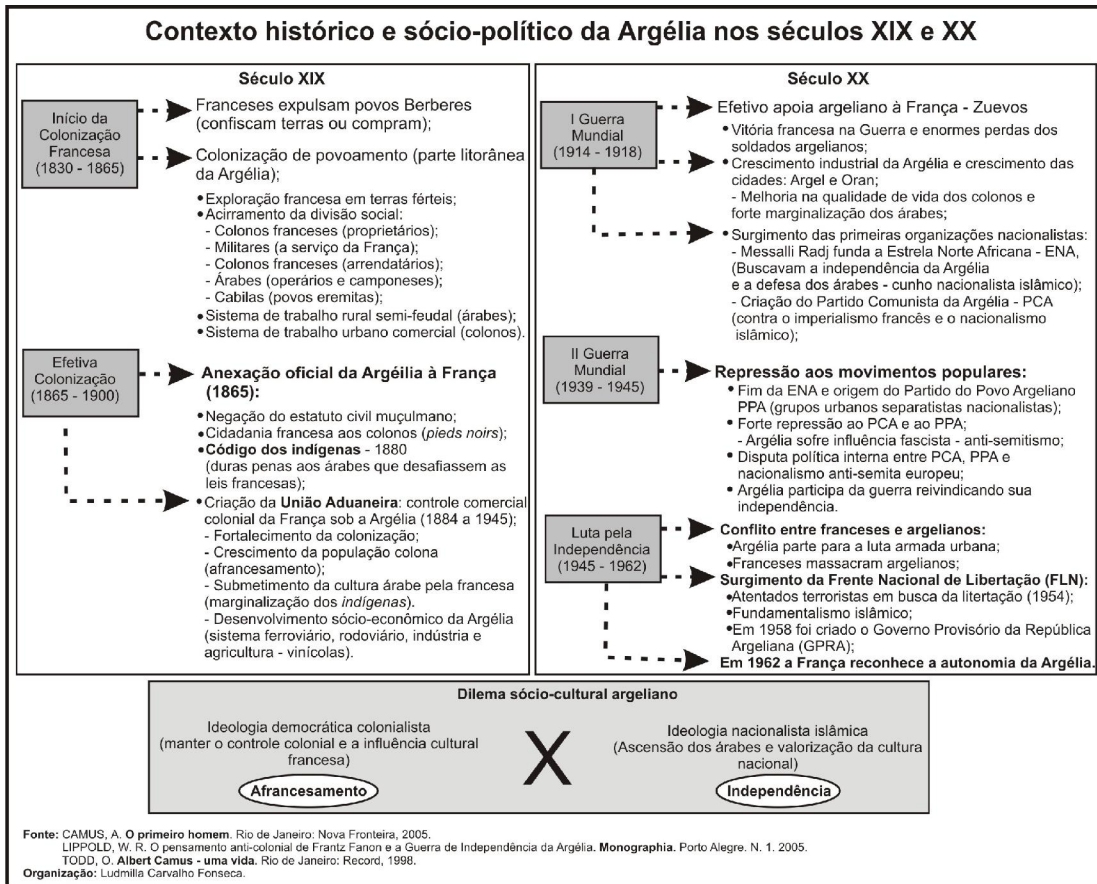 Contexto histórico e sócio-político da Argélia nos séculos XIX e XX
Século XIX
Início da
Colonização
Francesa
(1830 - 1865)
Franceses expulsam povos Berberes
(confiscam terras ou compram);
Colonização de povoamento (parte litorânea
da Argélia);
•Exploração francesa em terras férteis;
•Acirramento da divisão social:
- Colonos franceses (proprietários);
- Militares (a serviço da França);
- Colonos franceses (arrendatários);
- Árabes (operários e camponeses);
- Cabilas (povos eremitas);
•Sistema de trabalho rural semi-feudal (árabes);
•Sistema de trabalho urbano comercial (colonos).
Efetiva
Colonização
(1865 - 1900)
Anexação oficial da Argéilia à França
(1865):
•Negação do estatuto civil muçulmano;
•Cidadania francesa aos colonos (pieds noirs);
•Código dos indígenas - 1880
(duras penas aos árabes que desafiassem as
leis francesas);
•Criação da União Aduaneira: controle comercial
colonial da França sob a Argélia (1884 a 1945);
- Fortalecimento da colonização;
- Crescimento da população colona
(afrancesamento);
- Submetimento da cultura árabe pela francesa
(marginalização dos indígenas).
- Desenvolvimento sócio-econômico da Argélia
(sistema ferroviário, rodoviário, indústria e
agricultura - vinícolas).
Século XX
I Guerra
Mundial
(1914 - 1918)
Efetivo apoia argeliano à França - Zuevos
• Vitória francesa na Guerra e enormes perdas dos
soldados argelianos;
• Crescimento industrial da Argélia e crescimento das
cidades: Argel e Oran;
- Melhoria na qualidade de vida dos colonos e
forte marginalização dos árabes;
• Surgimento das primeiras organizações nacionalistas:
- Messalli Radj funda a Estrela Norte Africana - ENA,
(Buscavam a independência da Argélia
e a defesa dos árabes - cunho nacionalista islâmico);
- Criação do Partido Comunista da Argélia - PCA
(contra o imperialismo francês e o nacionalismo
islâmico);
II Guerra
Mundial
(1939 - 1945)
Repressão aos movimentos populares:
• Fim da ENA e origem do Partido do Povo Argeliano
PPA (grupos urbanos separatistas nacionalistas);
• Forte repressão ao PCA e ao PPA;
- Argélia sofre influência fascista - anti-semitismo;
• Disputa política interna entre PCA, PPA e
nacionalismo anti-semita europeu;
• Argélia participa da guerra reivindicando sua
independência.
Luta pela
Independência
(1945 - 1962)
Conflito entre franceses e argelianos:
•Argélia parte para a luta armada urbana;
•Franceses massacram argelianos;
Surgimento da Frente Nacional de Libertação (FLN):
•Atentados terroristas em busca da litertação (1954);
•Fundamentalismo islâmico;
•Em 1958 foi criado o Governo Provisório da República
Argeliana (GPRA);
Em 1962 a França reconhece a autonomia da Argélia.
Dilema sócio-cultural argeliano
Ideologia democrática colonialista
(manter o controle colonial e a influência cultural
francesa)
Afrancesamento
X
Ideologia nacionalista islâmica
(Ascensão dos árabes e valorização da cultura
nacional)
Independência
Fonte: CAMUS, A. O primeiro homem. Rio de Janeiro: Nova Fronteira, 2005.
LIPPOLD, W. R. O pensamento anti-colonial de Frantz Fanon e a Guerra de Independência da Argélia. Monographia. Porto Alegre. N. 1. 2005.
TODD, O. Albert Camus - uma vida. Rio de Janeiro: Record, 1998.
Organização: Ludmilla Carvalho Fonseca.